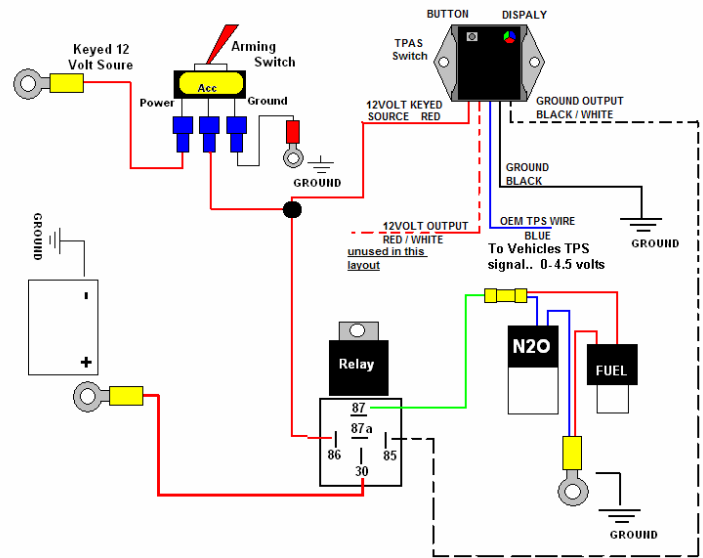 BUTTON
DISPALY
Keyed 12
Volt Soure
Arming
Switch
TPAS
Switch
Acc
Power
Ground
12VOLT KEYED
SOURCE RED
GROUND OUTPUT
BLACK / WHITE
GROUND
GROUND
BLACK
GROUND
12VOLT OUTPUT
RED / WHITE
unused in this
layout
OEM TPS WIRE
BLUE
GROUND
To Vehicles TPS
signal.. 0-4.5 volts
-
+
N2O
FUEL
Relay
87
87a
86
85
30
GROUND